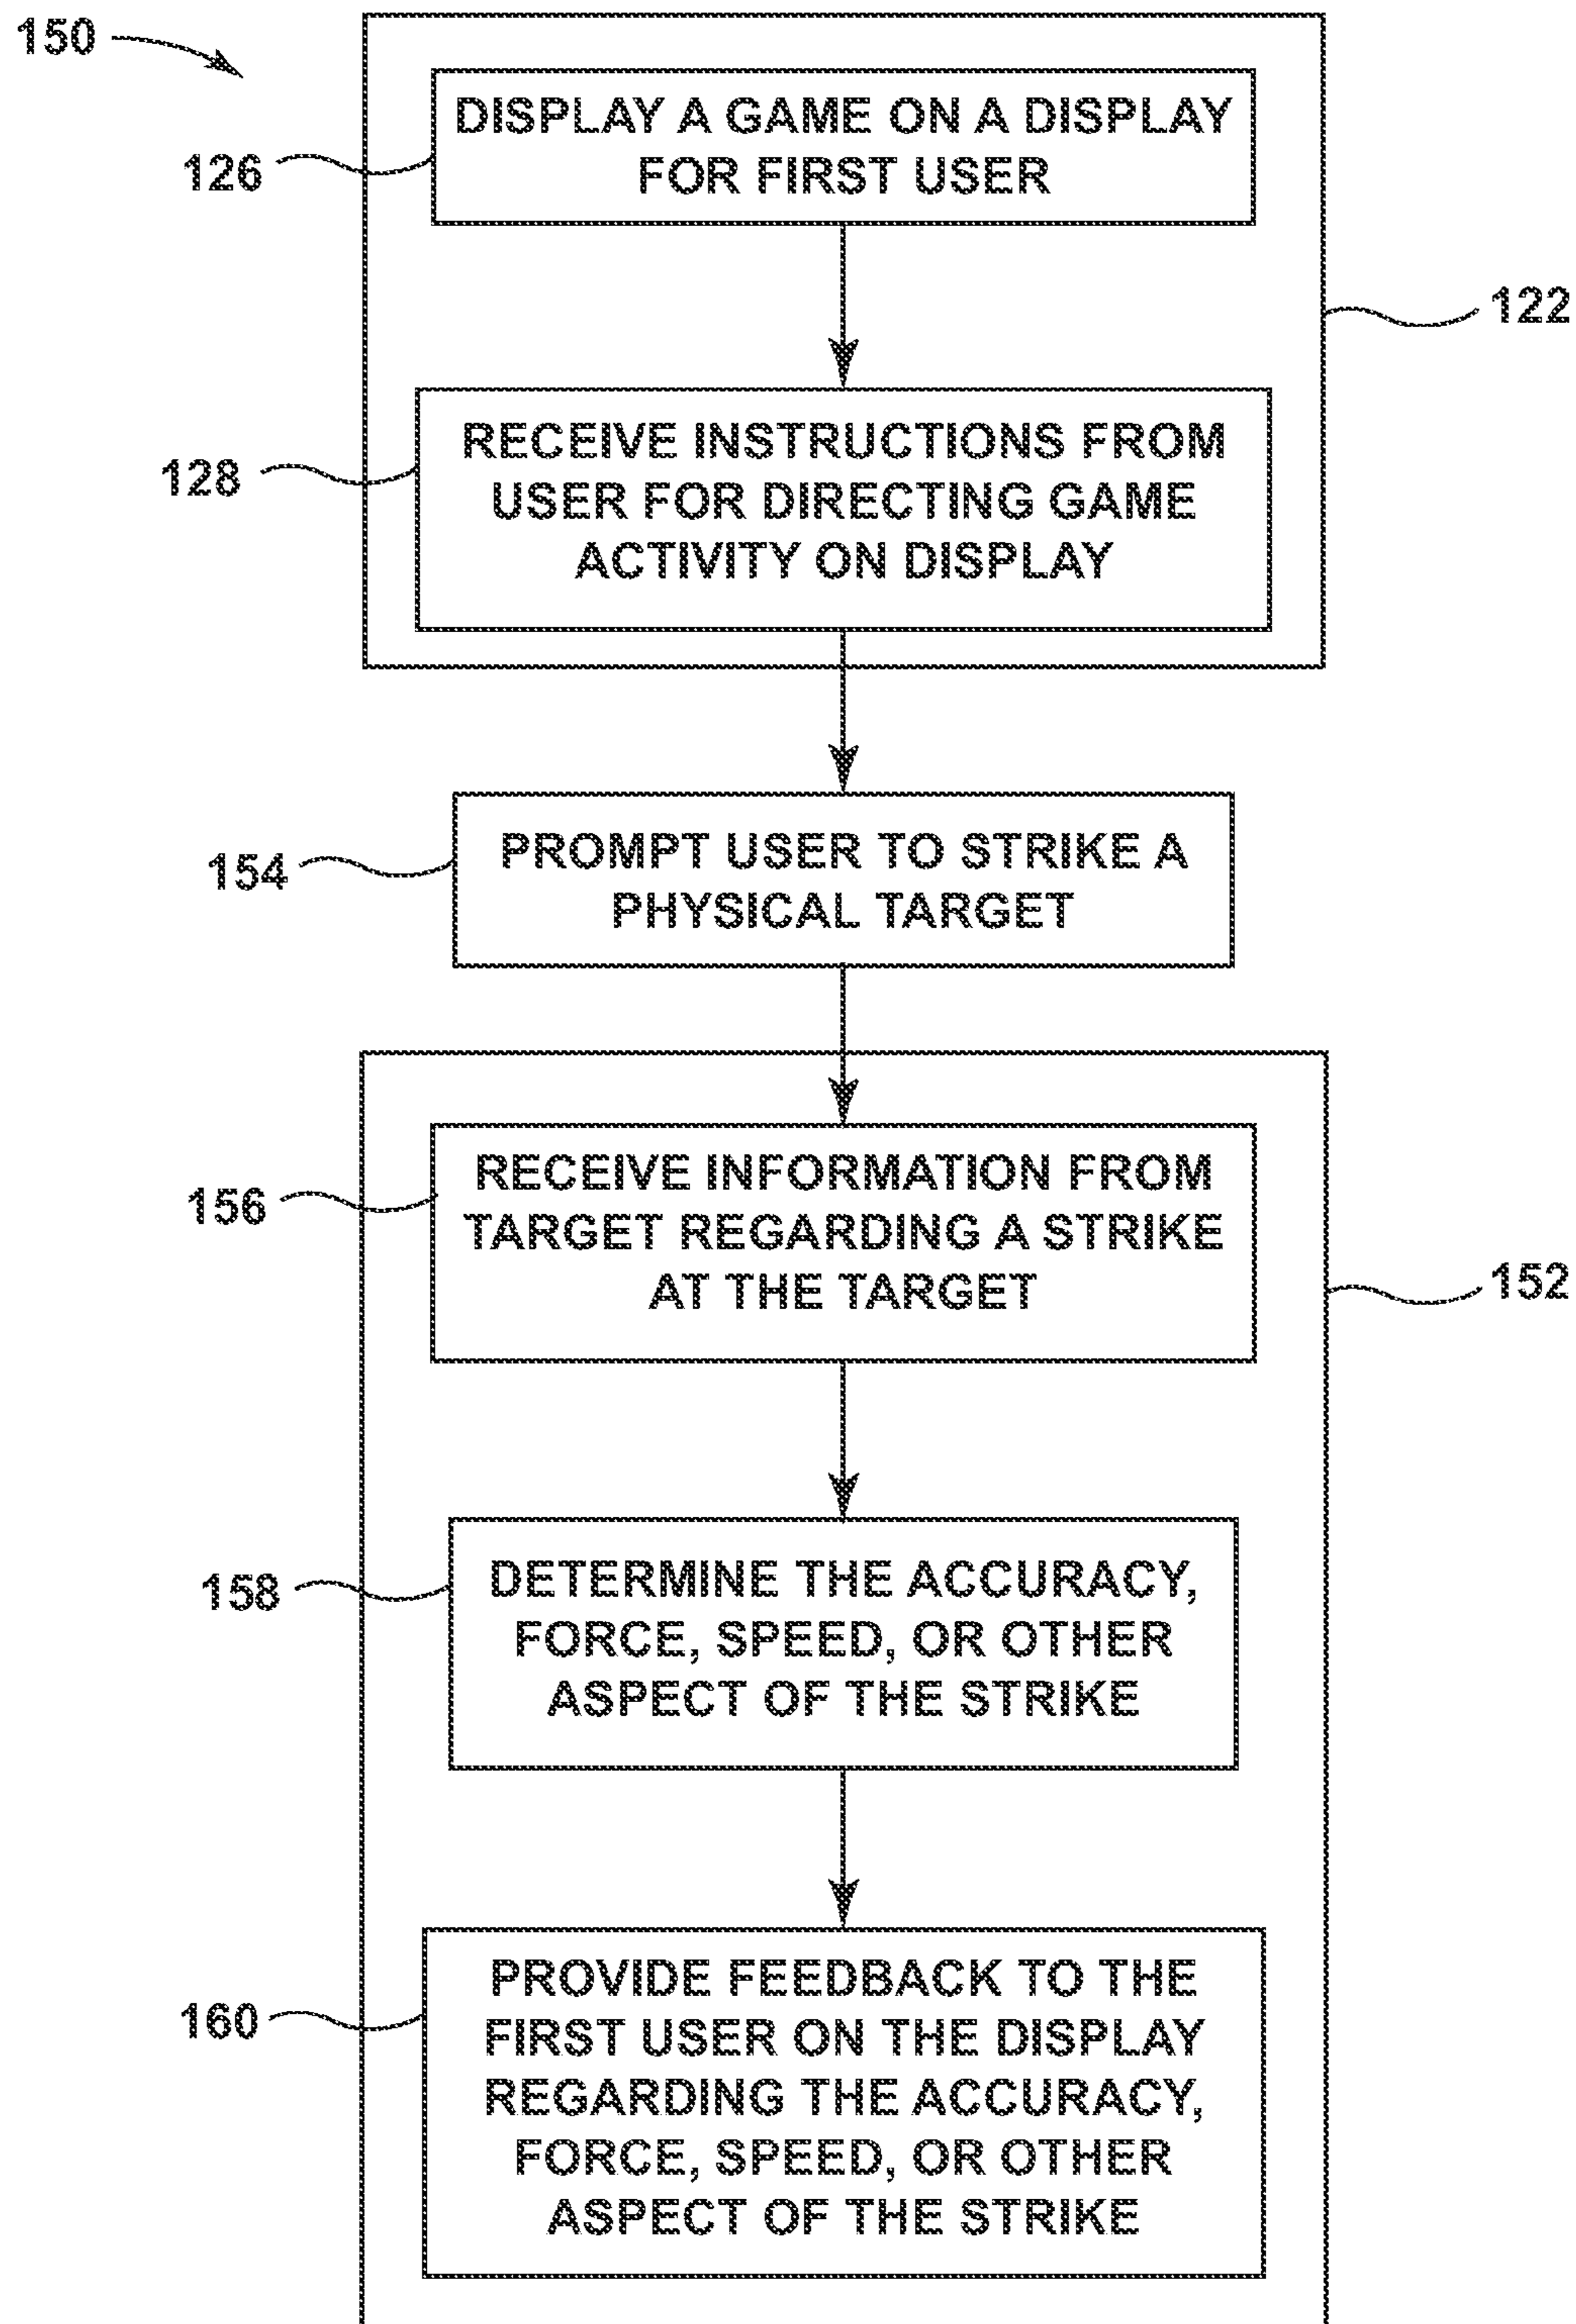 150
DISPLAY A GAME ON A DISPLAY
FOR FIRST USER
126
122
RECEIVE INSTRUCTIONS FROM
USER FOR DIRECTING GAME
ACTIVITY ON DISPLAY
128
PROMPT USER TO STRIKE A
PHYSICAL TARGET
154
RECEIVE INFORMATION FROM
TARGET REGARDING A STRIKE
AT THE TARGET
156
152
DETERMINE THE ACCURACY,
FORCE, SPEED, OR OTHER
ASPECT OF THE STRIKE
158
PROVIDE FEEDBACK TO THE
FIRST USER ON THE DISPLAY
REGARDING THE ACCURACY,
FORCE, SPEED, OR OTHER
ASPECT OF THE STRIKE
160